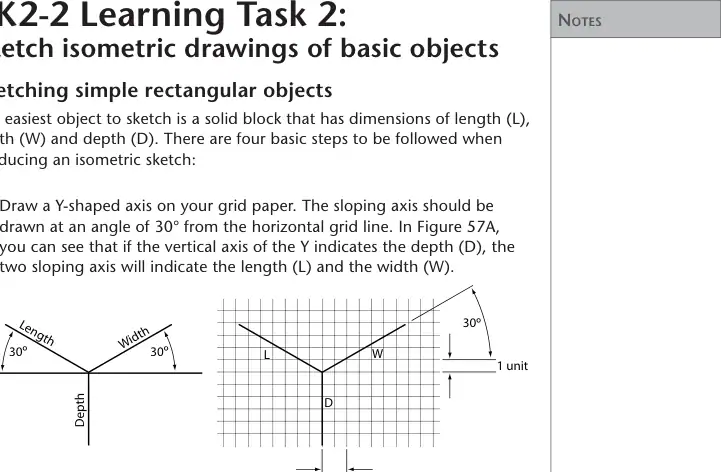 K2-2 Learning Task 2:
etch isometric drawings of basic objects
NOTES
etching simple rectangular objects
easiest object to sketch is a solid block that has dimensions of length (L),
th (W) and depth (D). There are four basic steps to be followed when
ducing an isometric sketch:
Draw a Y-shaped axis on your grid paper. The sloping axis should be
drawn at an angle of 30° from the horizontal grid line. In Figure 57A,
you can see that if the vertical axis of the Y indicates the depth (D), the
two sloping axis will indicate the length (L) and the width (W).
Length
Width
30º
30º
Depth
L
W
D
30º
1 unit